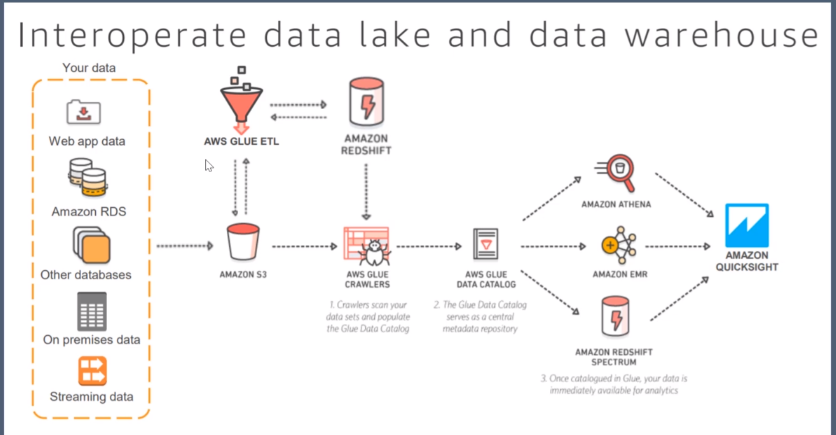 Interoperate data lake and data warehouse
Your data
Web app data
Amazon RDS
Other databases
On premises data
Streaming data
AWS GLUE ETL
AMAZON
REDSHIFT
AMAZON S3
AWS GLUE
CRAWLERS
1. Crawlers scan your
data sets and populate
the Glue Data Catalog
AWS GLUE
DATA CATALOG
2. The Glue Data Catalog
serves as a central
metadata repository
AMAZON ATHENA
AMAZON EMR
AMAZON REDSHIFT
SPECTRUM
3. Once catalogued in Glue, your data is
immediately available for analytics
AMAZON
QUICKSIGHT